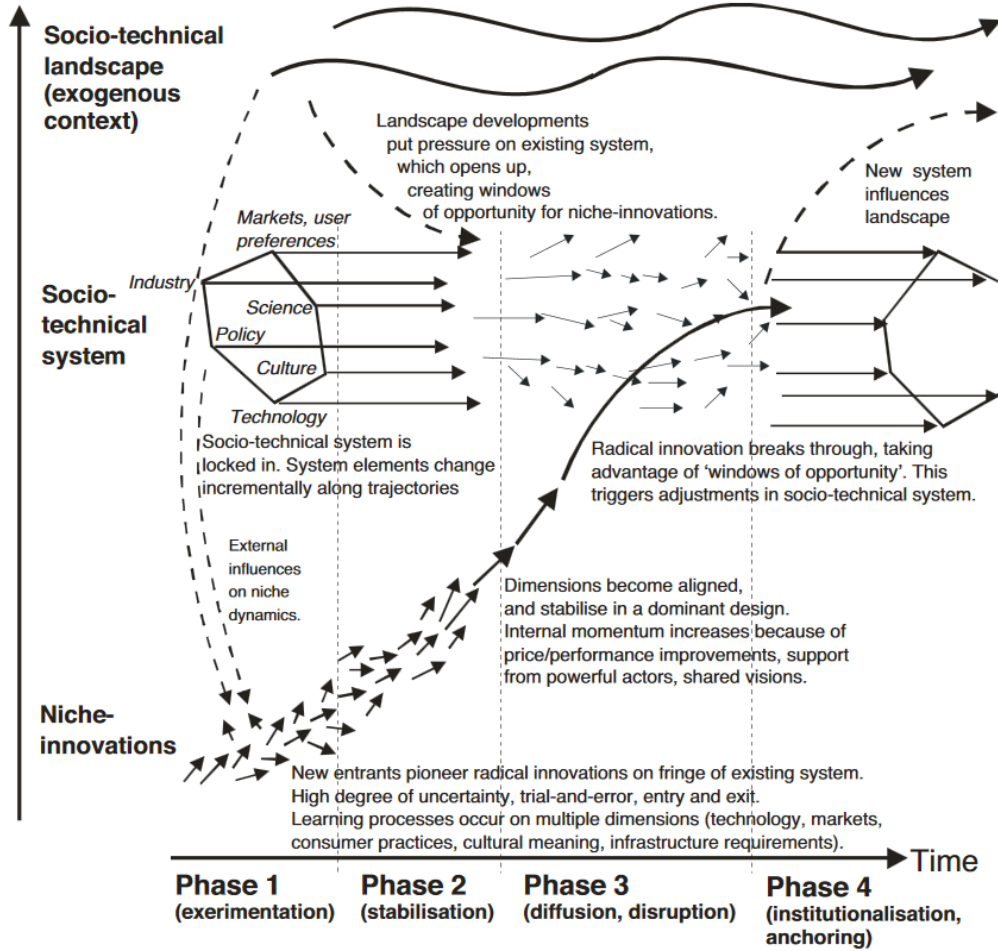 Socio-technical
landscape
(exogenous
context)
Landscape developments
put pressure on existing system,
which opens up,
creating windows
of opportunity for niche-innovations.
New system
influences
landscape
Markets, user
preferences
Industry
Science
Policy
Culture
Technology
Socio-
technical
system
Socio-technical system is
locked in. System elements change
incrementally along trajectories
Radical innovation breaks through, taking
advantage of ‘windows of opportunity’. This
triggers adjustments in socio-technical system.
External
influences
on niche
dynamics.
Dimensions become aligned,
and stabilise in a dominant design.
Internal momentum increases because of
price/performance improvements, support
from powerful actors, shared visions.
Niche-
innovations
New entrants pioneer radical innovations on fringe of existing system.
High degree of uncertainty, trial-and-error, entry and exit.
Learning processes occur on multiple dimensions (technology, markets,
consumer practices, cultural meaning, infrastructure requirements).
Time
Phase 1
(exerimentation)
Phase 2
(stabilisation)
Phase 3
(diffusion, disruption)
Phase 4
(institutionalisation,
anchoring)